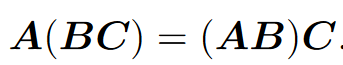 A(BC) = (AB)C.